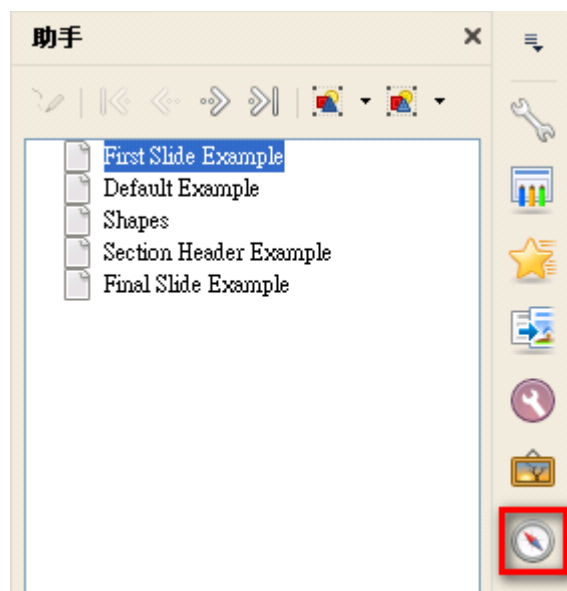 助手
First Slide Example
Default Example
Shapes
Section Header Example
Final Slide Example